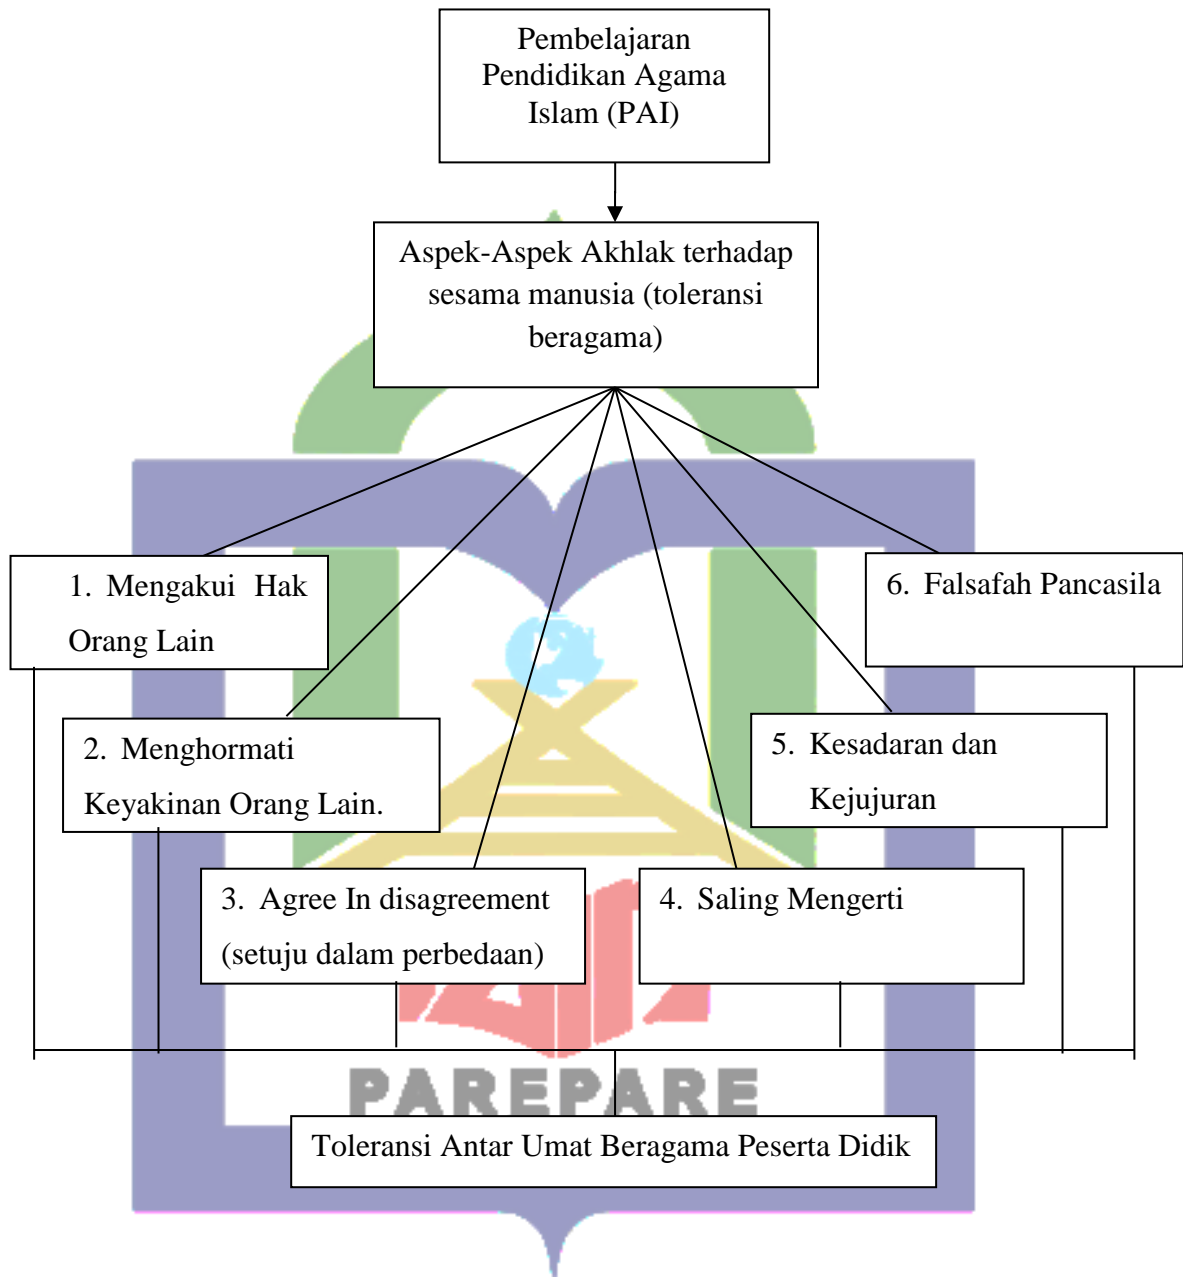 Pembelajaran
Pendidikan Agama
Islam (PAI)
Aspek-Aspek Akhlak terhadap
sesama manusia (toleransi
beragama)
1. Mengakui Hak
Orang Lain
6. Falsafah Pancasila
2. Menghormati
Keyakinan Orang Lain.
5. Kesadaran dan
Kejujuran
3. Agree In disagreement
(setuju dalam perbedaan)
4. Saling Mengerti
PAREPARE
Toleransi Antar Umat Beragama Peserta Didik